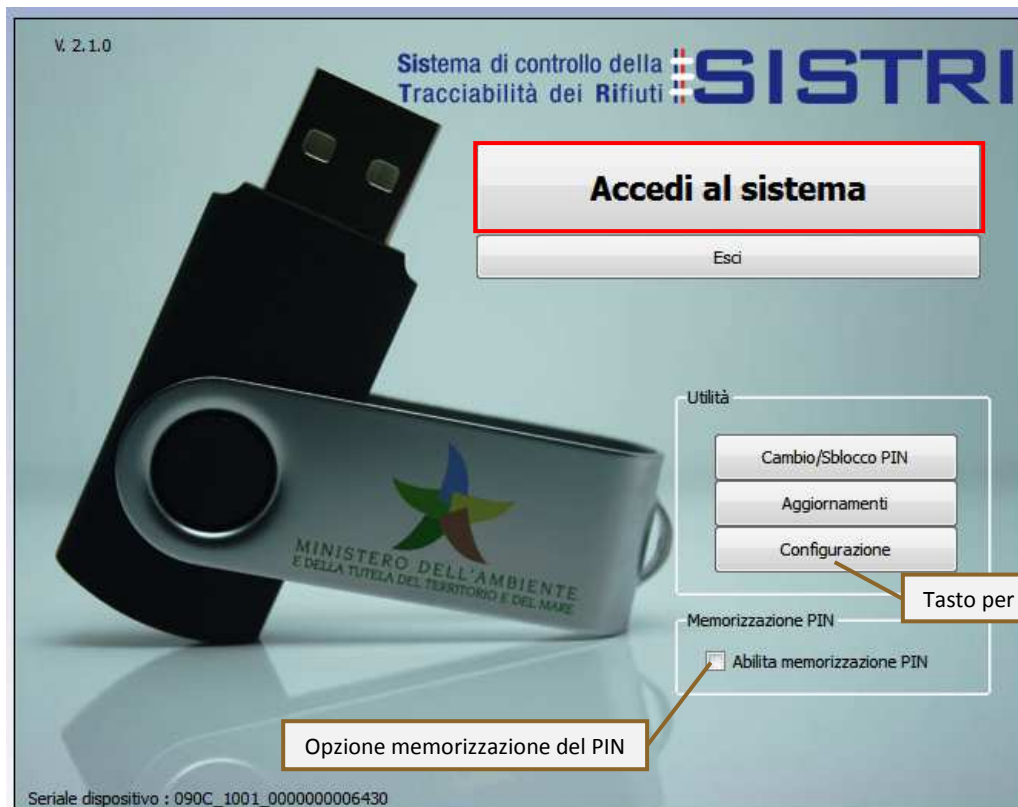 V. 2.1.0
Sistema di controllo della
Tracciabilità dei Rifiuti
SISTRI
Accedi al sistema
Esci
Utilità
Cambio/Sblocco PIN
Aggiornamenti
Configurazione
Tasto per
MINISTERO DELL'AMBIENTE
E DELLA TUTELA DEL TERRITORIO E DEL MARE
Memorizzazione PIN
Abilita memorizzazione PIN
Opzione memorizzazione del PIN
Seriale dispositivo : 090C_1001_0000000006430